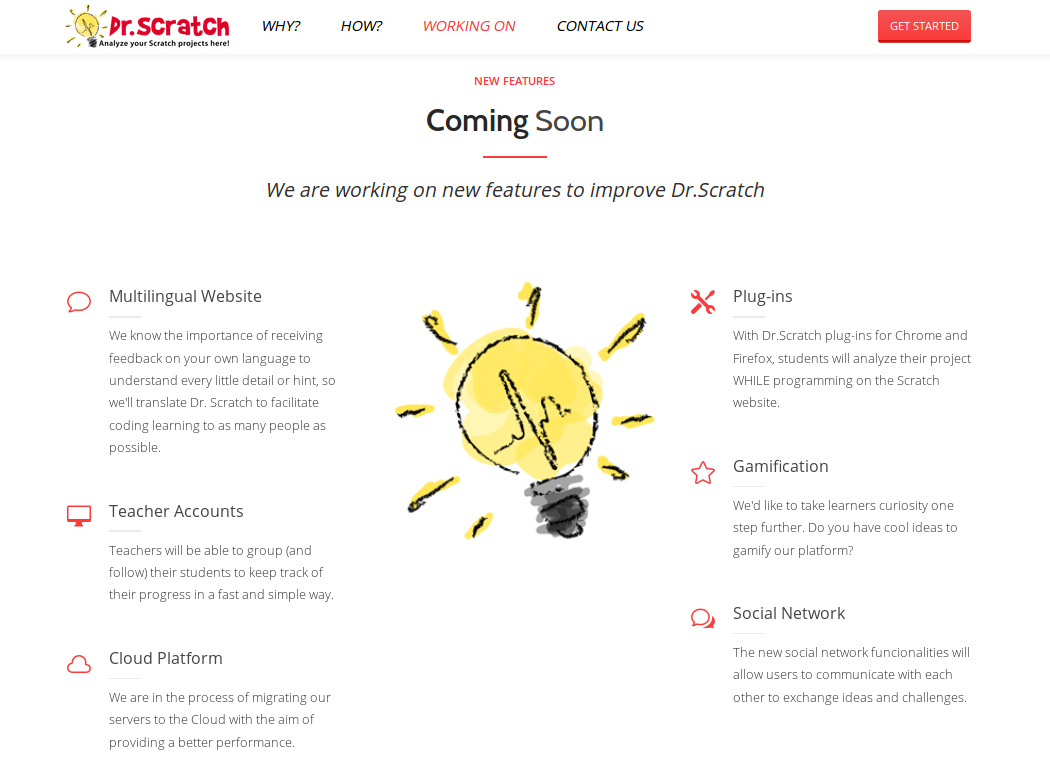 Dr.Scratch
Analyze your Scratch projects here!
WHY?
HOW?
WORKING ON
CONTACT US
GET STARTED
NEW FEATURES
Coming Soon
We are working on new features to improve Dr.Scratch
Multilingual Website
We know the importance of receiving
feedback on your own language to
understand every little detail or hint, so
we'll translate Dr. Scratch to facilitate
coding learning to as many people as
possible.
Teacher Accounts
Teachers will be able to group (and
follow) their students to keep track of
their progress in a fast and simple way.
Cloud Platform
We are in the process of migrating our
servers to the Cloud with the aim of
providing a better performance.
Plug-ins
With Dr.Scratch plug-ins for Chrome and
Firefox, students will analyze their project
WHILE programming on the Scratch
website.
Gamification
We'd like to take learners curiosity one
step further. Do you have cool ideas to
gamify our platform?
Social Network
The new social network funcionalities will
allow users to communicate with each
other to exchange ideas and challenges.